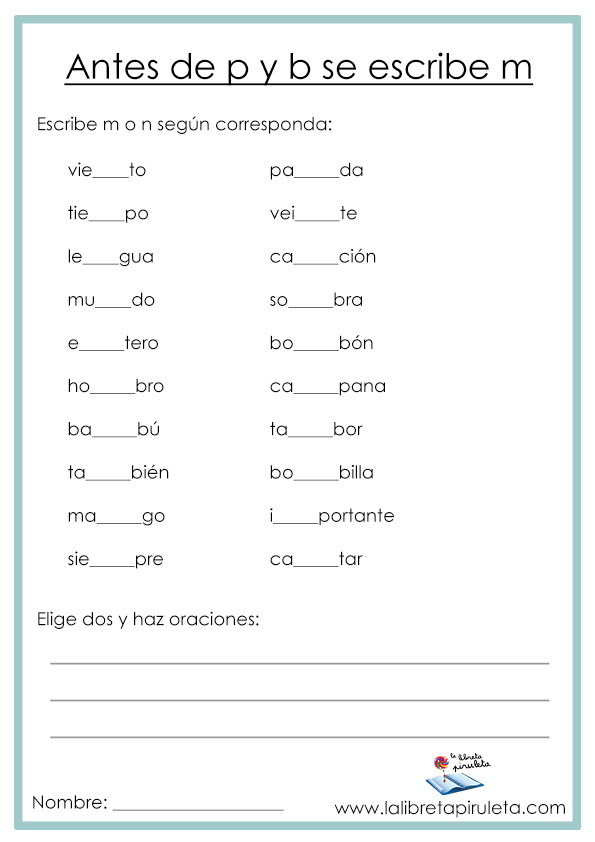 Antes de p y b se escribe m
Escribe m o n según corresponda:
vie____to pa_____da
tie____po vei_____te
le____gua ca_____ción
mu____do so_____bra
e_____tero bo_____bón
ho_____bro ca_____pana
ba_____bú ta_____bor
ta_____bién bo_____billa
ma_____go i_____portante
sie_____pre ca_____tar
Elige dos y haz oraciones:
la libreta
piruleta
Nombre: __________________ www.lalibretapiruleta.com